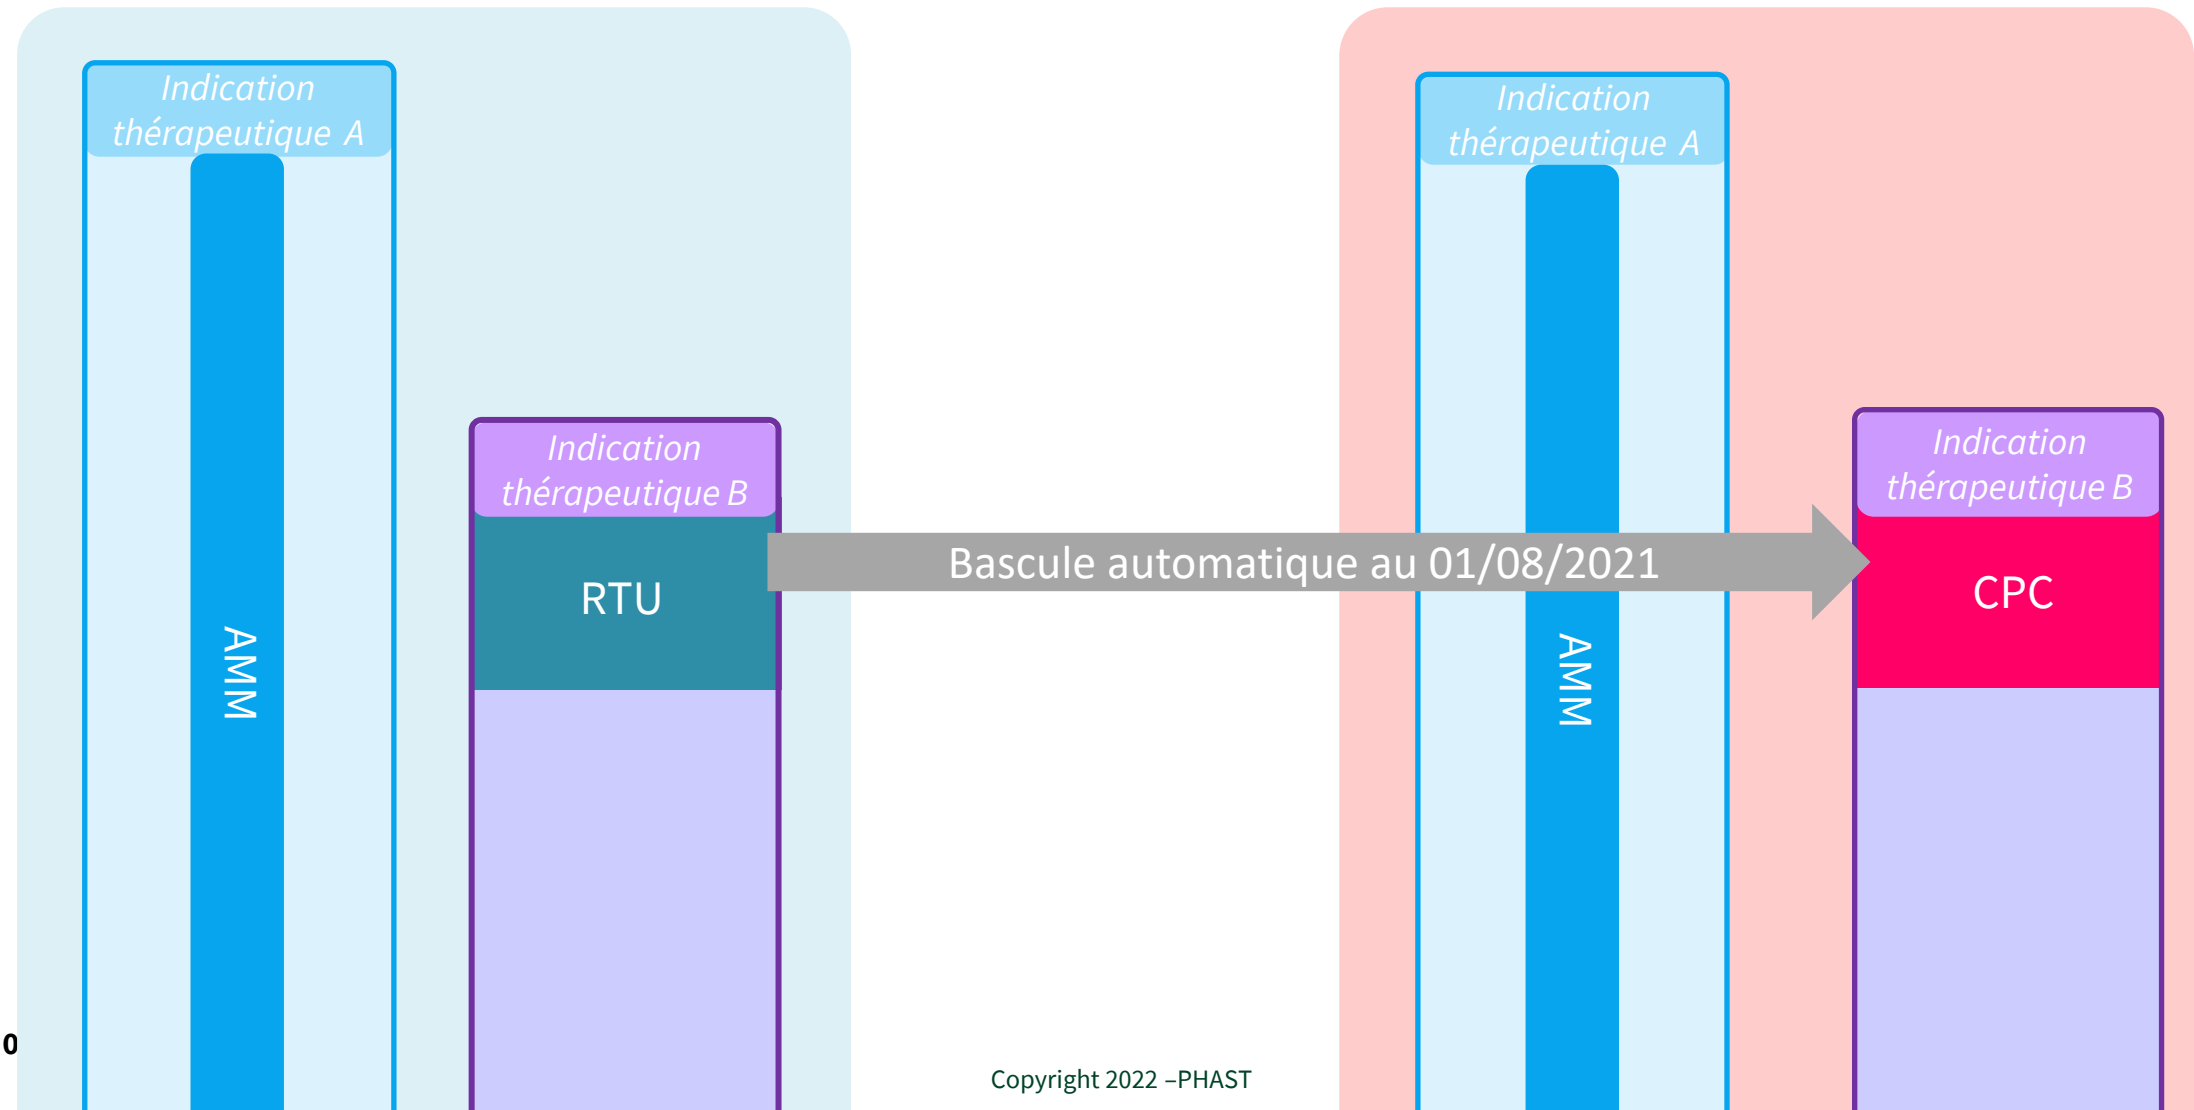 Indication
thérapeutique A
AMM
Indication
thérapeutique B
RTU
Bascule automatique au 01/08/2021
Indication
thérapeutique A
AMM
Indication
thérapeutique B
CPC
0
Copyright 2022 –PHAST